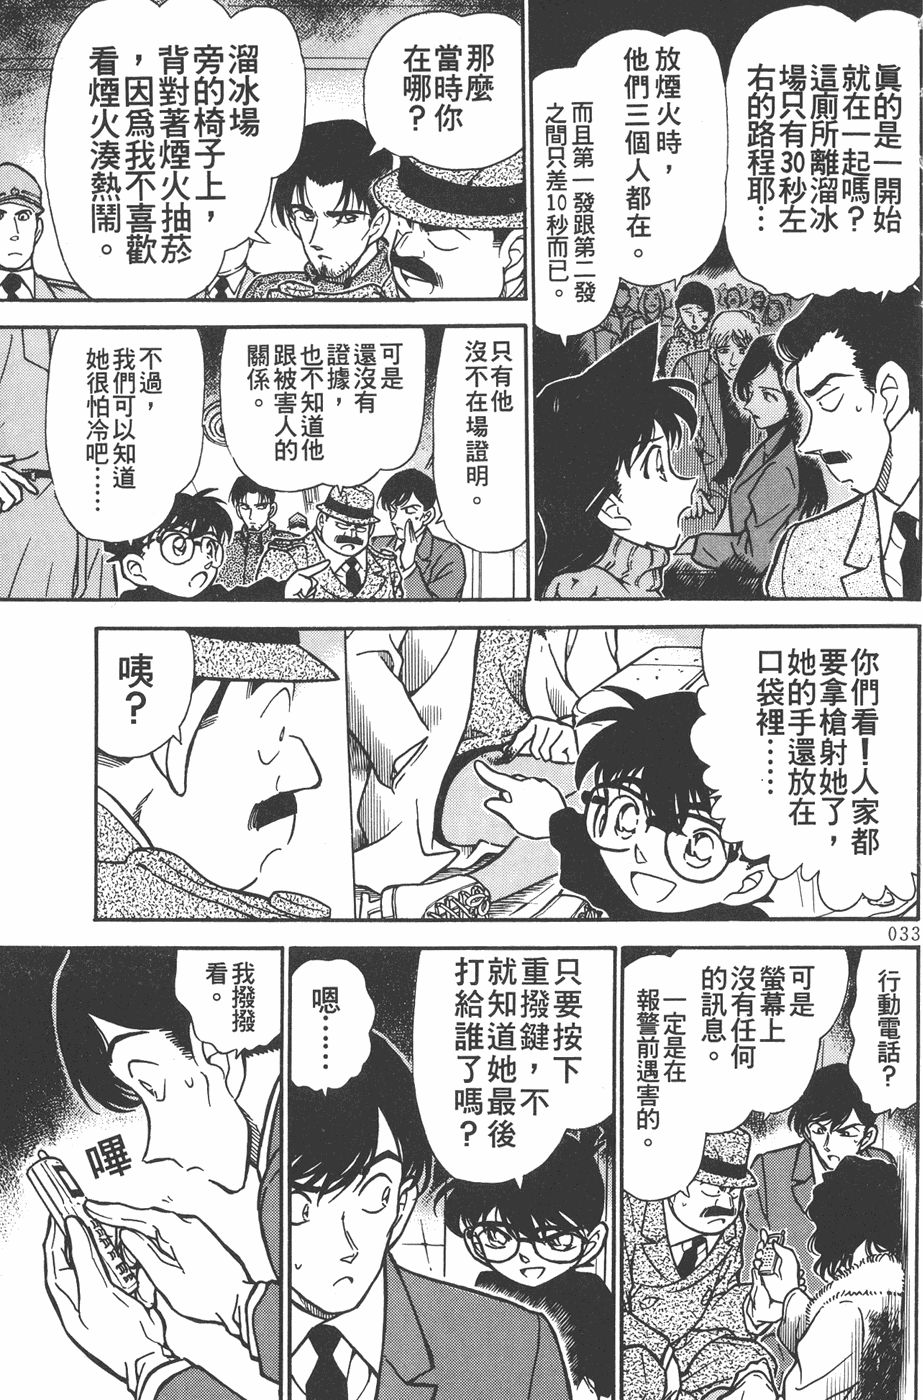 眞的是一開始
就在一起嗎？
這廁所離溜冰
場只有30秒左
右的路程耶…
放煙火時，
他們三個人都在。
而且第一發跟第二發
之間只差10秒而已。
那麼
當時你
在哪？
溜冰場
旁的椅子上，
背對著煙火抽菸
，因為我不喜歡
看煙火湊熱鬧。
只有他
沒不在場證明。
可是
還沒有
證據，
也不知道他
跟被害人的
關係。
不過，
我們可以知道
她很怕冷吧……
你們看！人家都
要拿槍射她了，
她的手還放在
口袋裡……
咦？
033
行動電話？
可是
螢幕上
沒有任何
的訊息。
一定是在
報警前遇害的。
只要按下
重撥鍵，不
就知道她最後
打給誰了嗎？
嗯……
我撥撥
看。
嗶